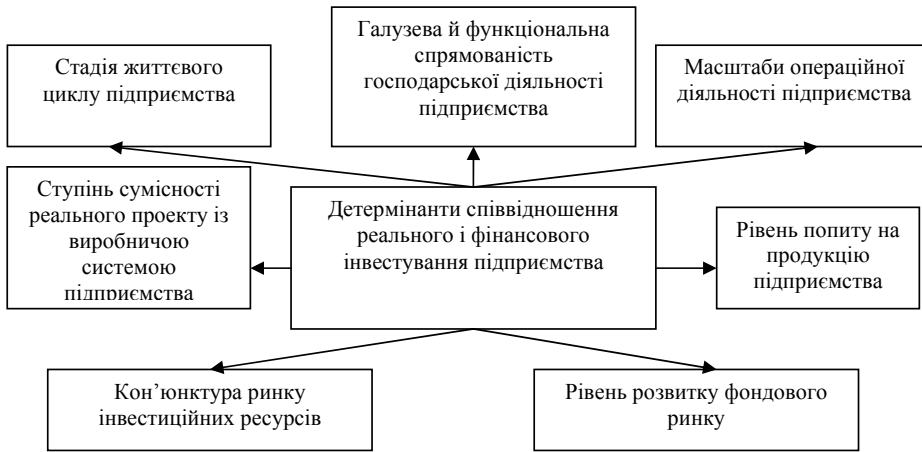 Стадія життєвого
циклу підприємства
Галузева й функціональна
спрямованість
господарської діяльності
підприємства
Масштаби операційної
діяльності підприємства
Ступінь сумісності
реального проекту із
виробничою
системою
підприємства
Детермінанти співвідношення
реального і фінансового
інвестування підприємства
Рівень попиту на
продукцію
підприємства
Кон’юнктура ринку
інвестиційних ресурсів
Рівень розвитку фондового
ринку